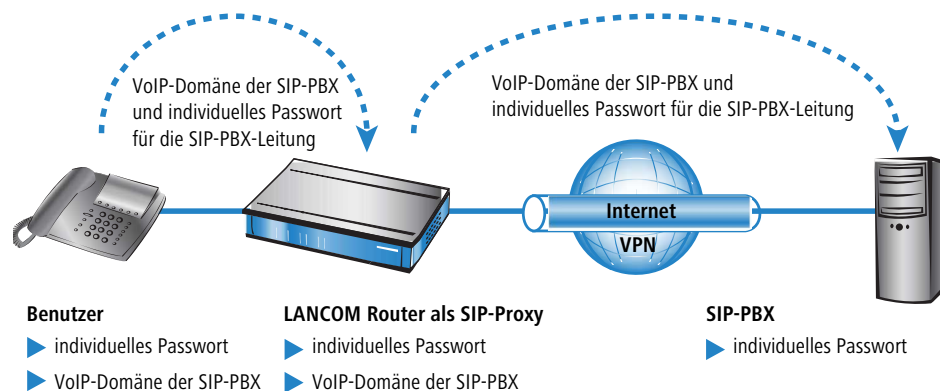 VoIP-Domäne der SIP-PBX
und individuelles Passwort
für die SIP-PBX-Leitung
VoIP-Domäne der SIP-PBX und
individuelles Passwort für die SIP-PBX-Leitung
Internet
VPN
Benutzer
individuelles Passwort
VoIP-Domäne der SIP-PBX
LANCOM Router als SIP-Proxy
individuelles Passwort
VoIP-Domäne der SIP-PBX
SIP-PBX
individuelles Passwort